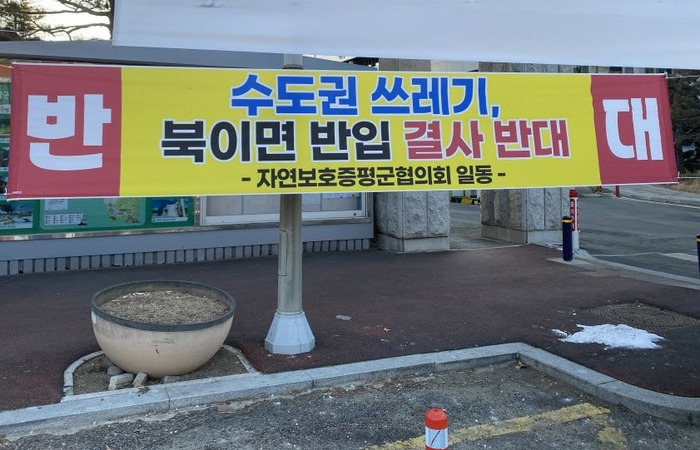 반
수도권 쓰레기,
북이면 반입 결사 반대
- 자연보호증평군협의회 일동 -
대